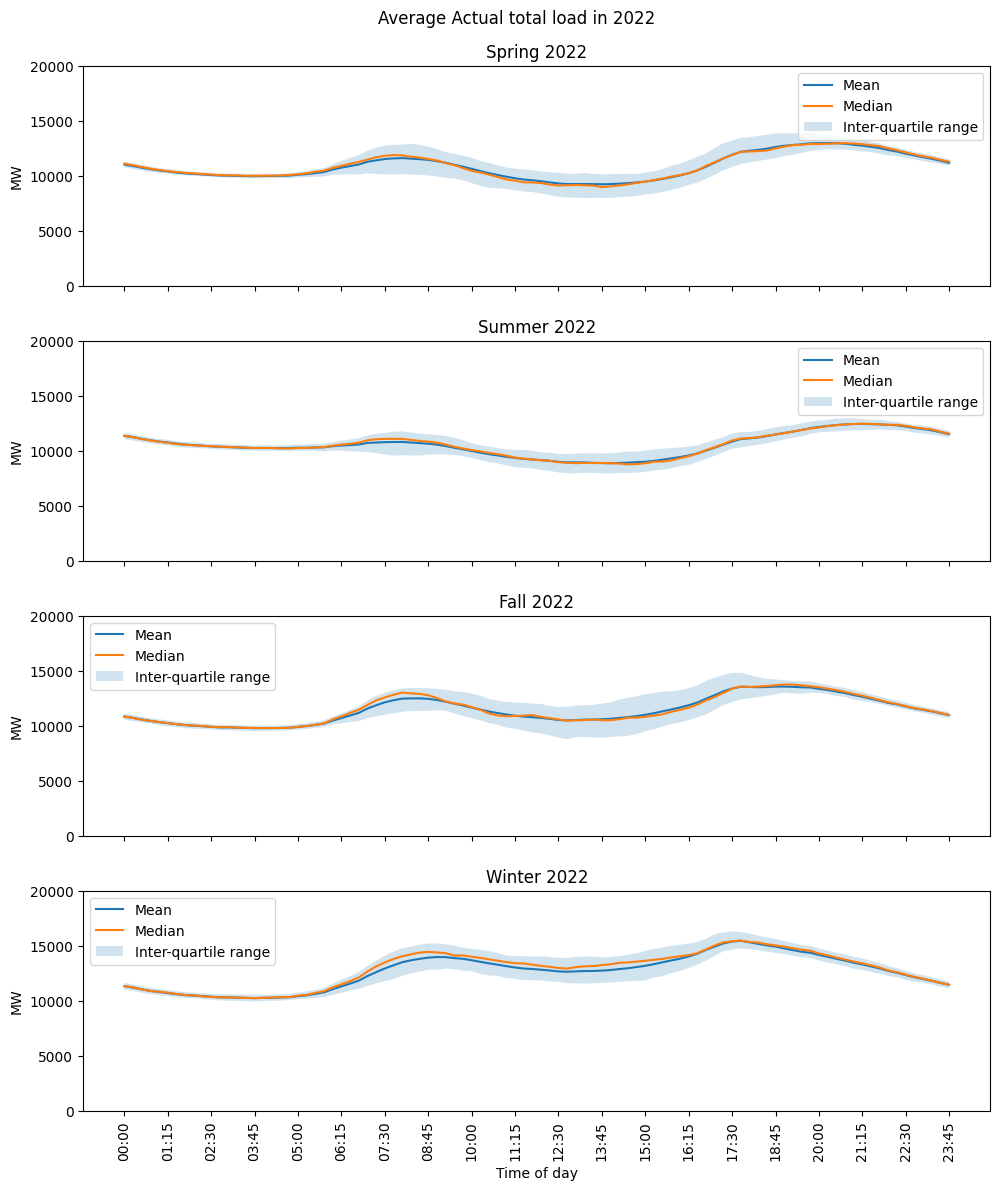 Average Actual total load in 2022
Spring 2022
20000
15000
10000
5000
0
MW
Mean
Median
Inter-quartile range
Summer 2022
20000
15000
10000
5000
0
MW
Mean
Median
Inter-quartile range
Fall 2022
20000
15000
10000
5000
0
MW
Mean
Median
Inter-quartile range
Winter 2022
20000
15000
10000
5000
0
MW
Mean
Median
Inter-quartile range
00:00
01:15
02:30
03:45
05:00
06:15
07:30
08:45
10:00
11:15
12:30
13:45
15:00
16:15
17:30
18:45
20:00
21:15
22:30
23:45
Time of day